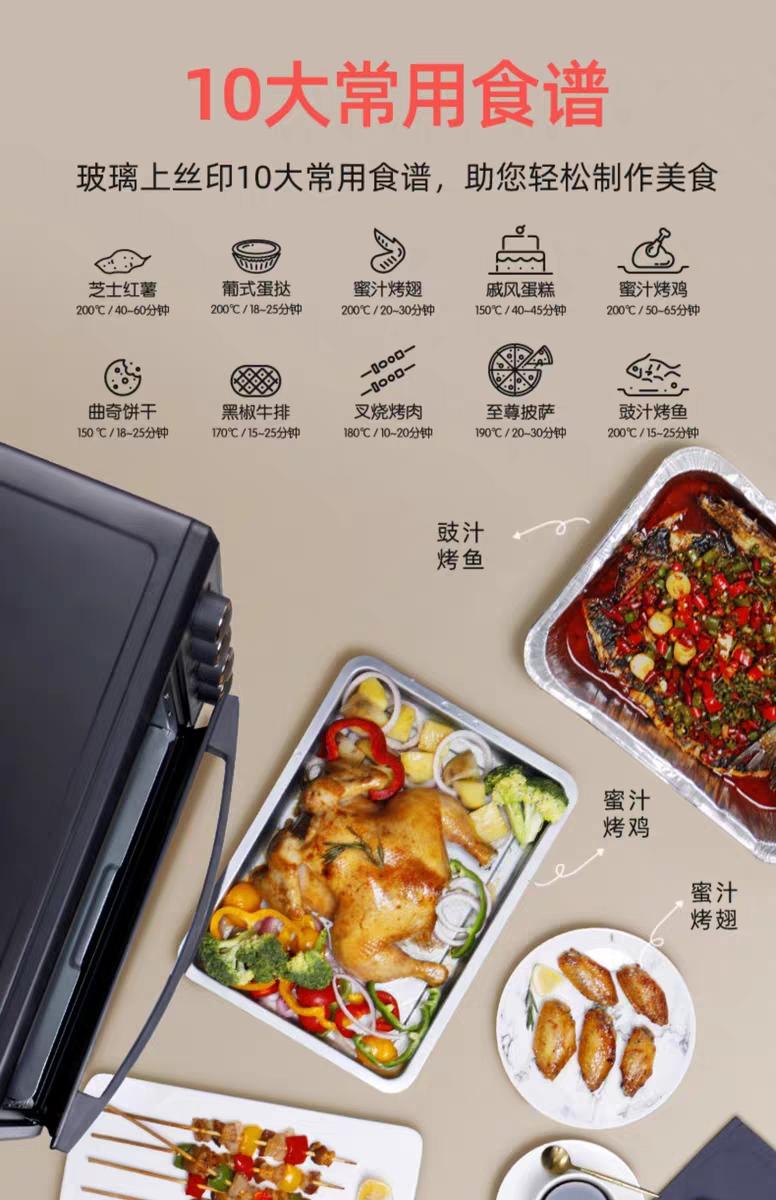 10大常用食谱
玻璃上丝印10大常用食谱，助您轻松制作美食
芝士红薯 葡式蛋挞 蜜汁烤翅 戚风蛋糕 蜜汁烤鸡
200℃/40~60分钟 200℃/18~25分钟 200℃/20~30分钟 150℃/40~45分钟 200℃/50~65分钟
曲奇饼干 黑椒牛排 叉烧烤肉 至尊披萨 豉汁烤鱼
150℃/18~25分钟 170℃/15~25分钟 180℃/10~20分钟 190℃/20~30分钟 200℃/15~25分钟
豉汁
烤鱼
蜜汁
烤鸡
蜜汁
烤翅